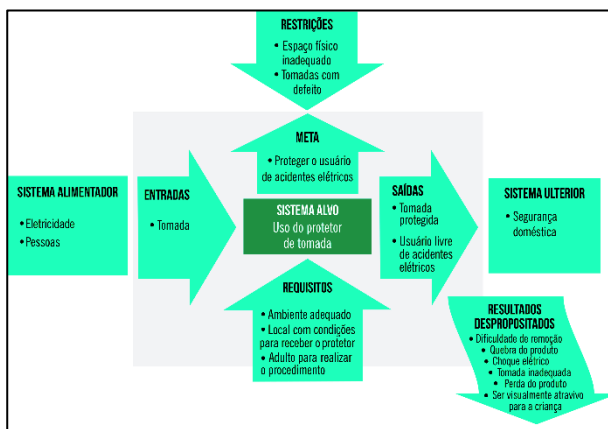 RESTRIÇÕES
• Espaço físico
inadequado
• Tomadas com
defeito
META
• Proteger o usuário
de acidentes elétricos
SISTEMA ALIMENTADOR
•Eletricidade
•Pessoas
ENTRADAS
• Tomada
SISTEMA ALVO
Uso do protetor
de tomada
SAÍDAS
• Tomada
protegida
• Usuário livre
de acidentes
elétricos
SISTEMA ULTERIOR
• Segurança
doméstica
REQUISITOS
•Ambiente adequado
•Local com condições
para receber o protetor
•Adulto para realizar
o procedimento
RESULTADOS
DESPROPOSITADOS
•Dificuldade de remoção
• Quebra do produto
• Choque elétrico
• Tomada inadequada
• Perda do produto
• Ser visualmente atravivo
para a criança